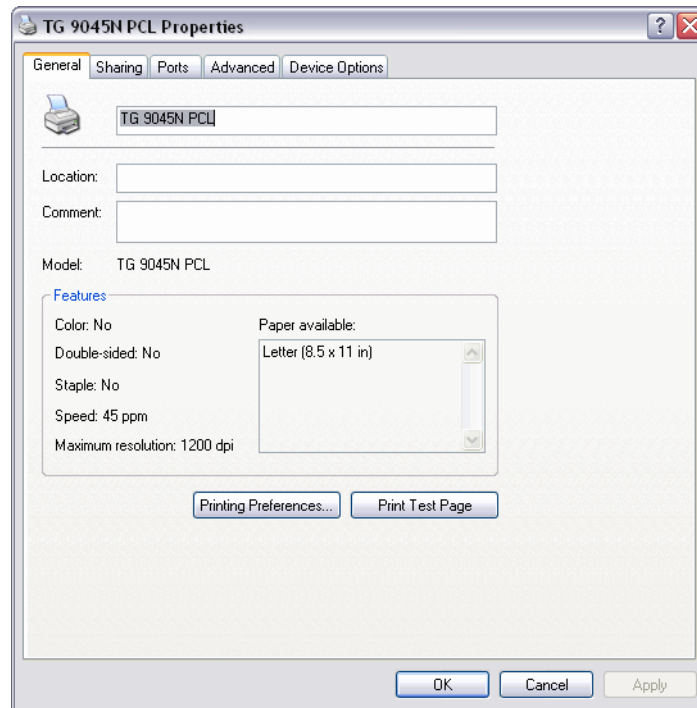 TG 9045N PCL Properties
General Sharing Ports Advanced Device Options
TG 9045N PCL
Location:
Comment:
Model: TG 9045N PCL
Features
Color: No Paper available:
Double-sided: No Letter (8.5 x 11 in)
Staple: No
Speed: 45 ppm
Maximum resolution: 1200 dpi
Printing Preferences... Print Test Page
OK Cancel Apply